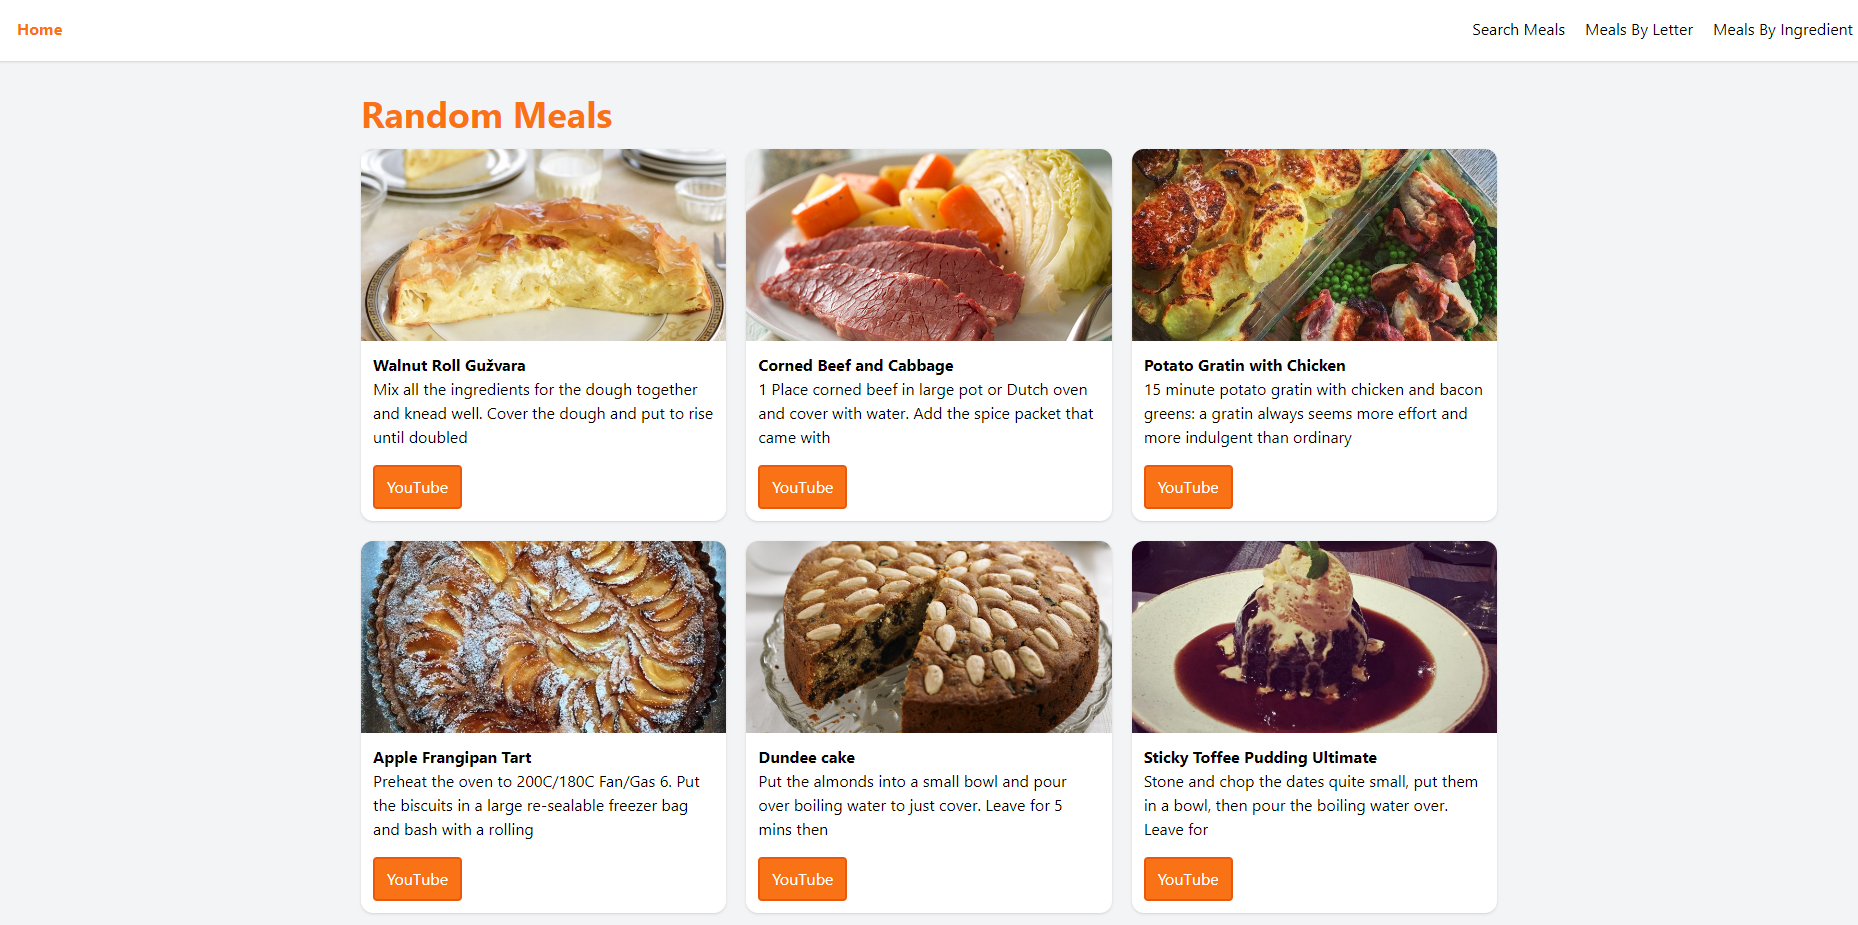 Home
Search Meals
Meals By Letter
Meals By Ingredient
Random Meals
Walnut Roll Gužvara
Mix all the ingredients for the dough together
and knead well. Cover the dough and put to rise
until doubled
YouTube
Corned Beef and Cabbage
1 Place corned beef in large pot or Dutch oven
and cover with water. Add the spice packet that
came with
YouTube
Potato Gratin with Chicken
15 minute potato gratin with chicken and bacon
greens: a gratin always seems more effort and
more indulgent than ordinary
YouTube
Apple Frangipan Tart
Preheat the oven to 200C/180C Fan/Gas 6. Put
the biscuits in a large re-sealable freezer bag
and bash with a rolling
YouTube
Dundee cake
Put the almonds into a small bowl and pour
over boiling water to just cover. Leave for 5
mins then
YouTube
Sticky Toffee Pudding Ultimate
Stone and chop the dates quite small, put them
in a bowl, then pour the boiling water over.
Leave for
YouTube